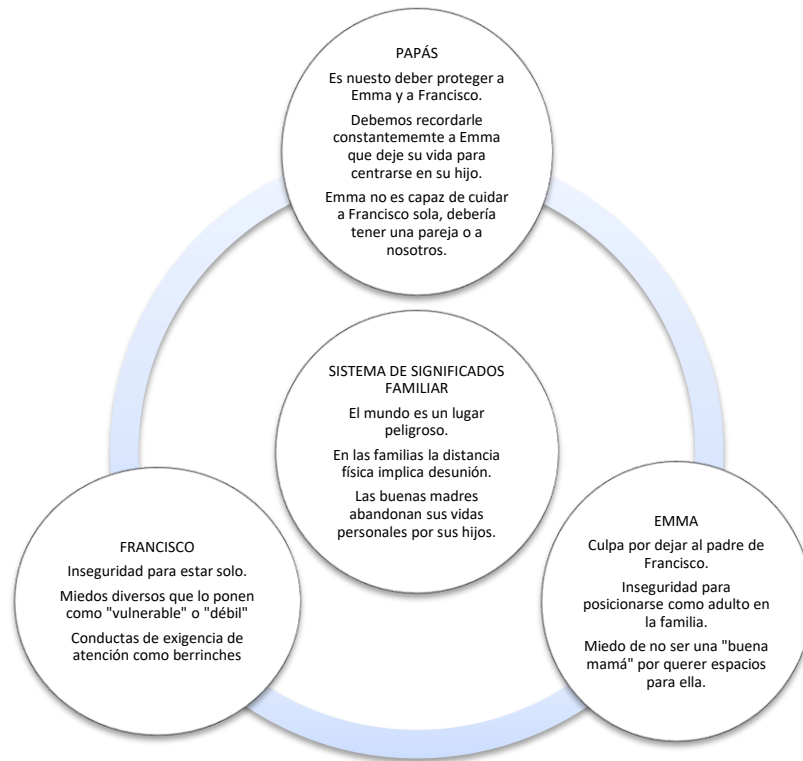 PAPÁS
Es nuesto deber proteger a
Emma y a Francisco.
Debemos recordarle
constantememte a Emma
que deje su vida para
centrarse en su hijo.
Emma no es capaz de cuidar
a Francisco sola, debería
tener una pareja o a
nosotros.
SISTEMA DE SIGNIFICADOS
FAMILIAR
El mundo es un lugar
peligroso.
En las familias la distancia
física implica desunión.
Las buenas madres
abandonan sus vidas
personales por sus hijos.
FRANCISCO
Inseguridad para estar solo.
Miedos diversos que lo ponen
como "vulnerable" o "débil"
Conductas de exigencia de
atención como berrinches
EMMA
Culpa por dejar al padre de
Francisco.
Inseguridad para
posicionarse como adulto en
la familia.
Miedo de no ser una "buena
mamá" por querer espacios
para ella.